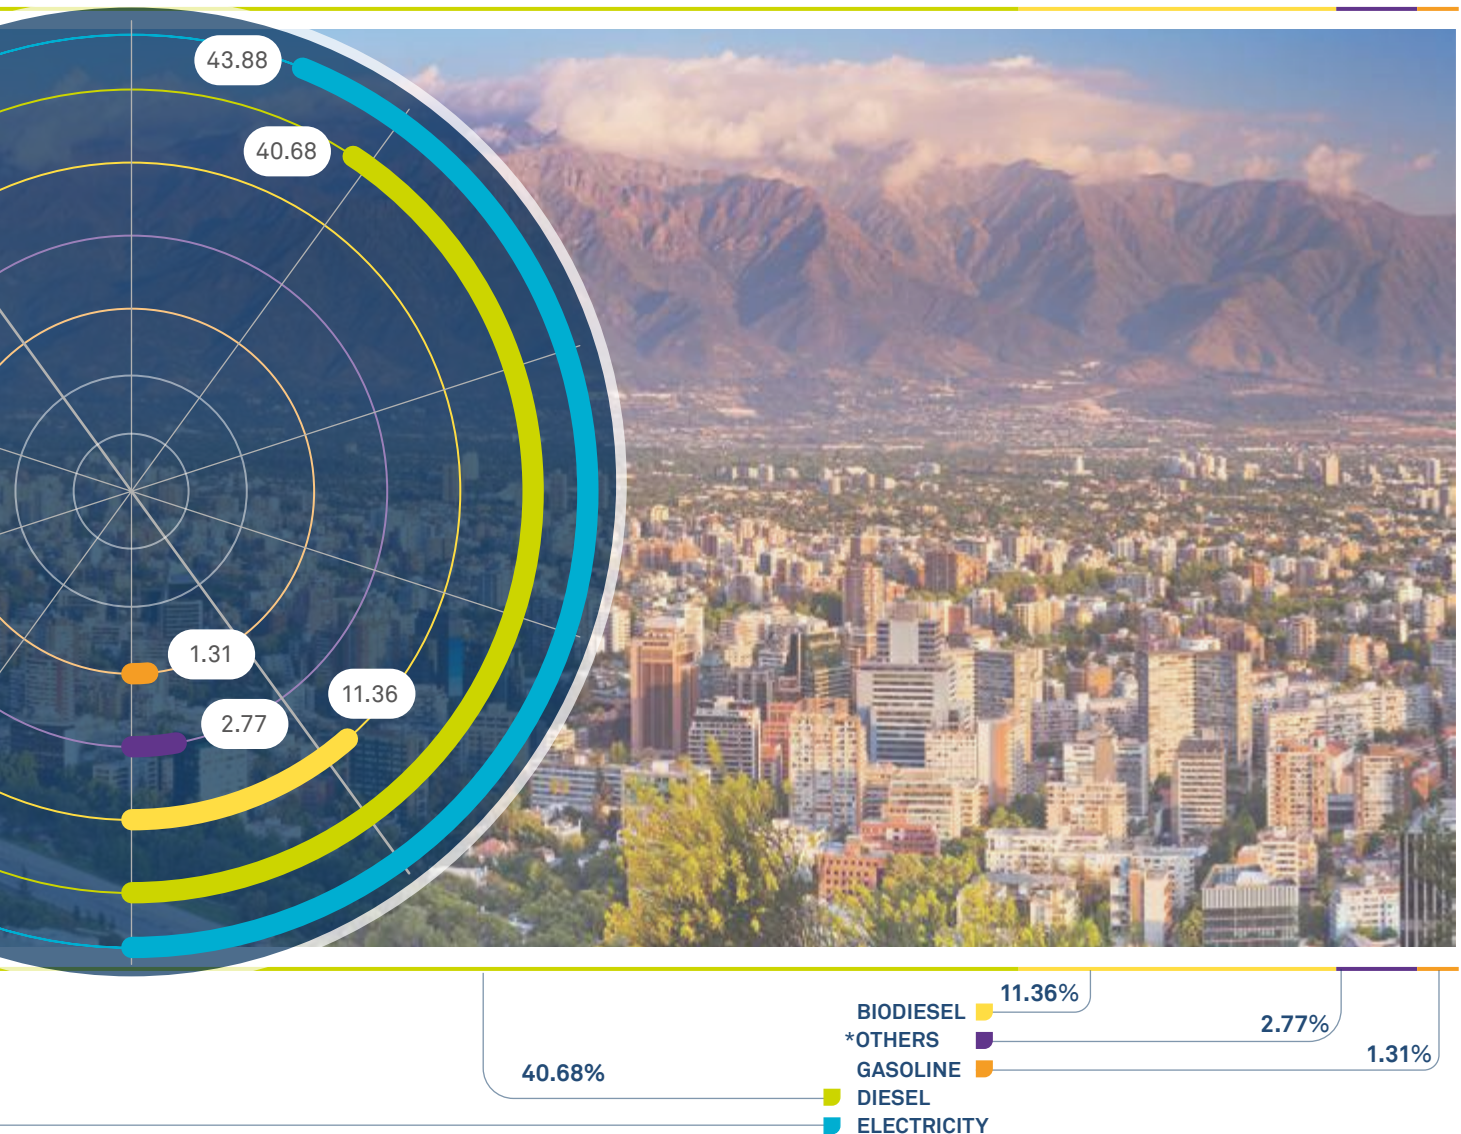 43.88
40.68
1.31
11.36
2.77
11.36%
BIODIESEL
2.77%
*OTHERS
1.31%
GASOLINE
40.68%
DIESEL
ELECTRICITY